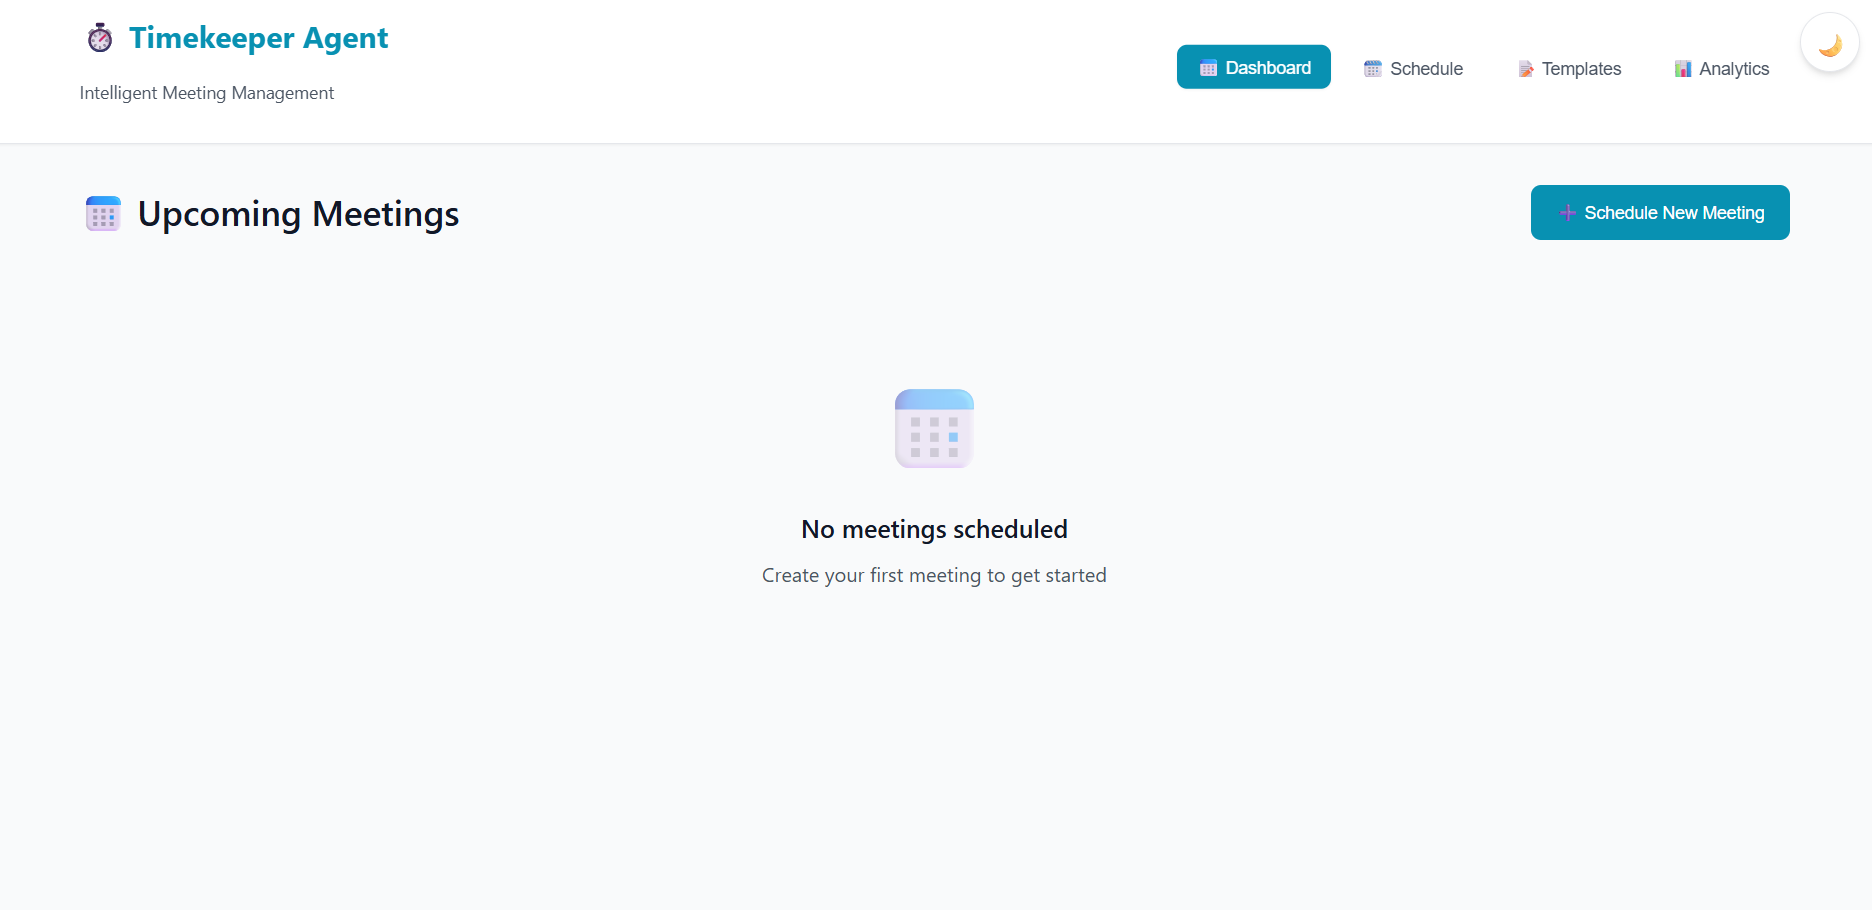 Timekeeper Agent
Intelligent Meeting Management
Dashboard
Schedule
Templates
Analytics
Upcoming Meetings
Schedule New Meeting
No meetings scheduled
Create your first meeting to get started